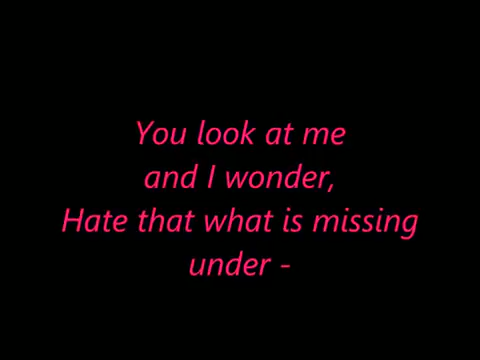 You look at me
and I wonder,
Hate that what is missing
under -